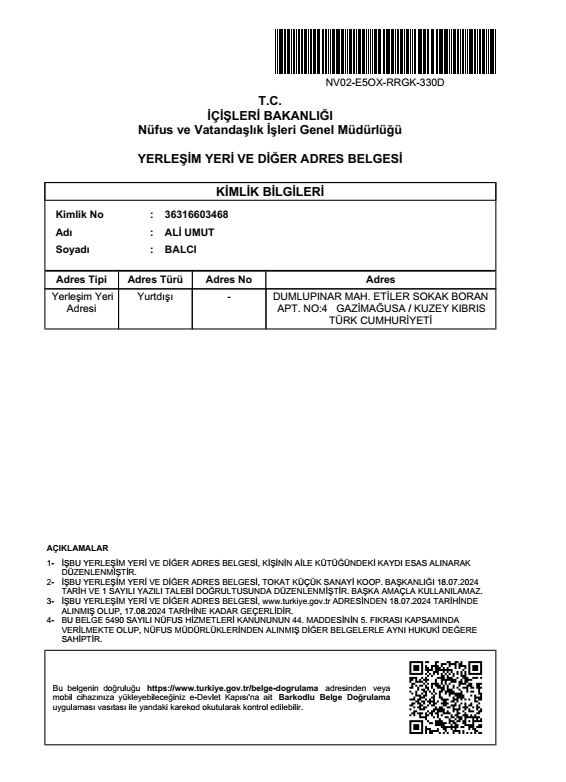 NV02-E5OX-RRGK-330D
T.C.
İÇİŞLERİ BAKANLIĞI
Nüfus ve Vatandaşlık İşleri Genel Müdürlüğü
YERLEŞİM YERİ VE DİĞER ADRES BELGESİ
KİMLİK BİLGİLERİ
Kimlik No : 36316603468
Adı : ALİ UMUT
Soyadı : BALCI
Adres Tipi Adres Türü Adres No Adres
Yerleşim Yeri Yurtdışı - DUMLUPINAR MAH. ETİLER SOKAK BORAN
Adresi APT. NO:4 GAZİMAĞUSA / KUZEY KIBRIS
TÜRK CUMHURİYETİ
AÇIKLAMALAR
1- İŞBU YERLEŞİM YERİ VE DİĞER ADRES BELGESİ, KİŞİNİN AİLE KÜTÜĞÜNDEKİ KAYDI ESAS ALINARAK
DÜZENLENMİŞTİR.
2- İŞBU YERLEŞİM YERİ VE DİĞER ADRES BELGESİ, TOKAT KÜÇÜK SANAYİ KOOP. BAŞKANLIĞI 18.07.2024
TARİH VE 1 SAYILI YAZILI TALEBİ DOĞRULTUSUNDA DÜZENLENMİŞTİR. BAŞKA AMAÇLA KULLANILAMAZ.
3- İŞBU YERLEŞİM YERİ VE DİĞER ADRES BELGESİ, www.turkiye.gov.tr ADRESİNDEN 18.07.2024 TARİHİNDE
ALINMIŞ OLUP, 17.08.2024 TARİHİNE KADAR GEÇERLİDİR.
4- BU BELGE 5490 SAYILI NÜFUS HİZMETLERİ KANUNUNUN 44. MADDESİNİN 5. FIKRASI KAPSAMINDA
VERİLMEKTE OLUP, NÜFUS MÜDÜRLÜKLERİNDEN ALINMIŞ DİĞER BELGELERLE AYNI HUKUKİ DEĞERE
SAHİPTİR.
Bu belgenin doğruluğu https://www.turkiye.gov.tr/belge-dogrulama adresinden veya
mobil cihazınıza yükleyebileceğiniz e-Devlet Kapısı'na ait Barkodlu Belge Doğrulama
uygulaması vasıtası ile yandaki karekod okutularak kontrol edilebilir.